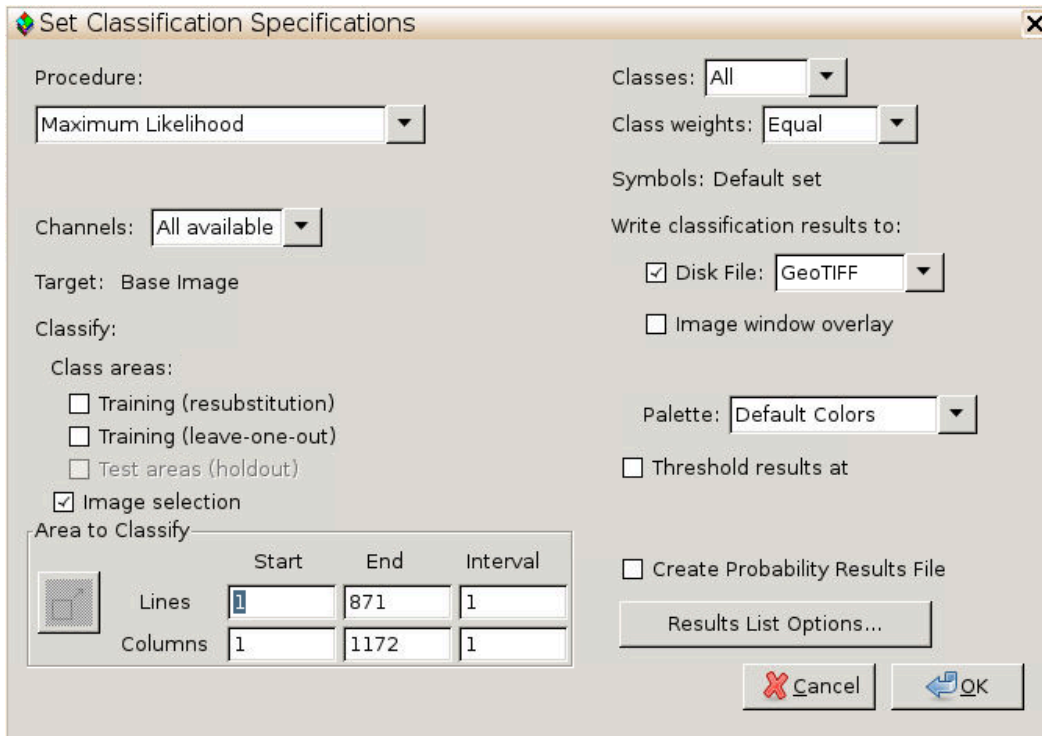 Set Classification Specifications
Procedure:
Maximum Likelihood
Channels: All available
Target: Base Image
Classify:
Class areas:
Training (resubstitution)
Training (leave-one-out)
Test areas (holdout)
Image selection
Area to Classify
Start End Interval
Lines 1 871 1
Columns 1 1172 1
Classes: All
Class weights: Equal
Symbols: Default set
Write classification results to:
Disk File: GeoTIFF
Image window overlay
Palette: Default Colors
Threshold results at
Create Probability Results File
Results List Options...
Cancel OK